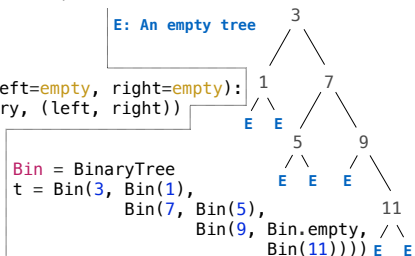 E: An empty tree
3
1 7
eft=empty, right=empty):
ry, (left, right))
E E
5 9
E E E
Bin = BinaryTree
t = Bin(3, Bin(1),
Bin(7, Bin(5),
11
Bin(9, Bin.empty,
Bin(11))))
E E